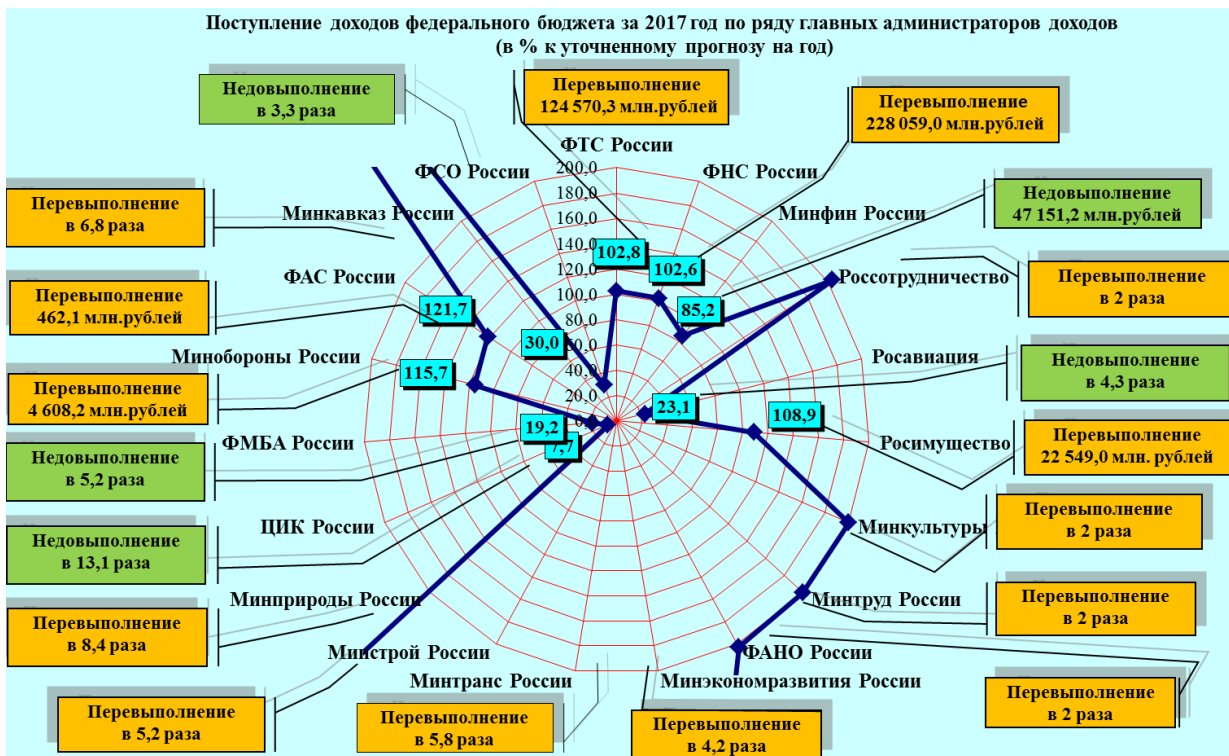 Поступление доходов федерального бюджета за 2017 год по ряду главных администраторов доходов
(в % к уточненному прогнозу на год)
Недовыполнение
в 3,3 раза
Перевыполнение
124 570,3 млн.рублей
Перевыполнение
228 059,0 млн.рублей
Недовыполнение
47 151,2 млн.рублей
Перевыполнение
в 2 раза
Недовыполнение
в 4,3 раза
Перевыполнение
22 549,0 млн. рублей
Перевыполнение
в 2 раза
Перевыполнение
в 2 раза
Перевыполнение
в 2 раза
Перевыполнение
в 4,2 раза
Перевыполнение
в 5,8 раза
Перевыполнение
в 5,2 раза
Перевыполнение
в 8,4 раза
Недовыполнение
в 13,1 раза
Недовыполнение
в 5,2 раза
Перевыполнение
4 608,2 млн.рублей
Перевыполнение
462,1 млн.рублей
Перевыполнение
в 6,8 раза
ФТС России
ФНС России
Минфин России
Россотрудничество
Росавиация
Росимущество
Минкультуры
Минтруд России
ФАНО России
Минэкономразвития России
Минтранс России
Минстрой России
Минприроды России
ЦИК России
ФМБА России
Минобороны России
ФАС России
Минкавказ России
ФСО России
200,0
180,0
160,0
140,0
120,0
100,0
80,0
60,0
40,0
20,0
0,0
102,8
102,6
85,2
23,1
108,9
7,7
19,2
115,7
121,7
30,0